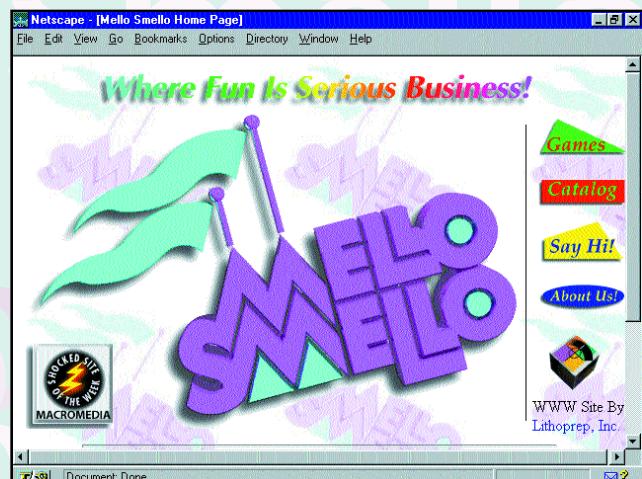 Netscape - [Mello Smello Home Page]
File Edit View Go Bookmarks Options Directory Window Help
Where Fun Is Serious Business!
MELLO
SMELLO
Games
Catalog
Say Hi!
About Us!
SHOCKED SITE
OF THE WEEK
MACROMEDIA
WWW Site By
Lithoprep, Inc.
Document: Done